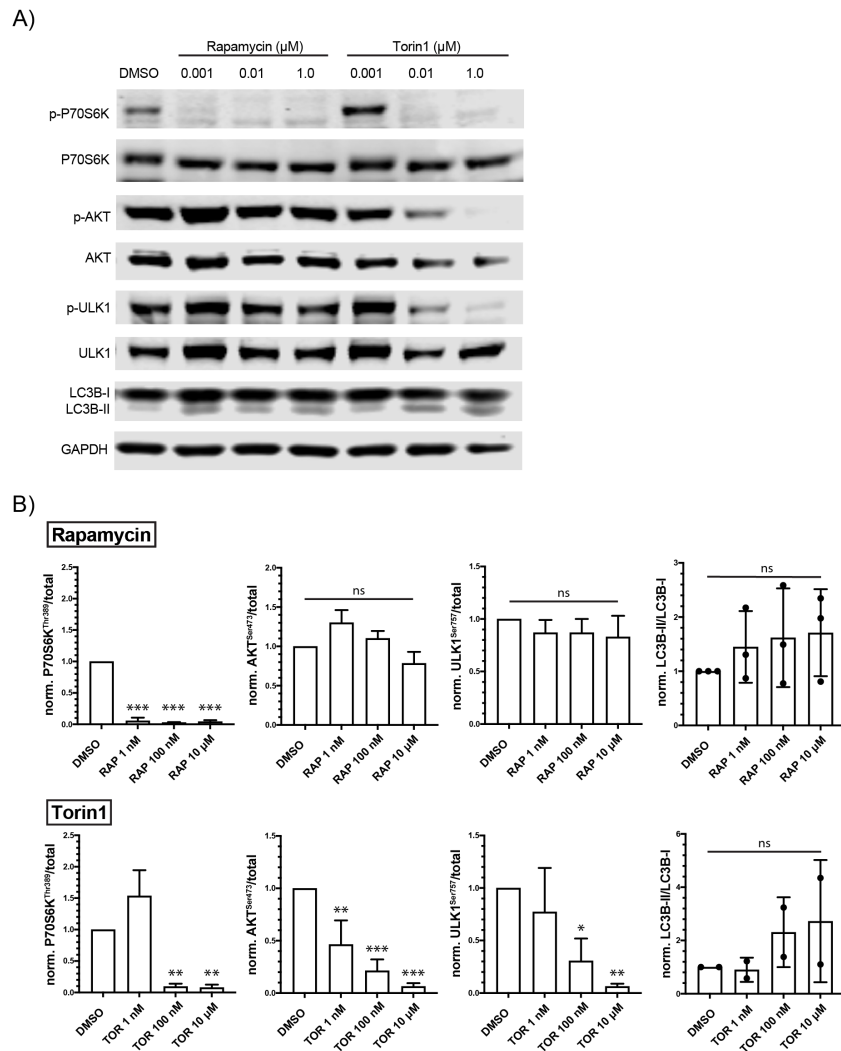 A)
Rapamycin (µM) Torin1 (µM)
DMSO 0.001 0.01 1.0 0.001 0.01 1.0
p-P70S6K
P70S6K
p-AKT
AKT
p-ULK1
ULK1
LC3B-I
LC3B-II
GAPDH
B)
Rapamycin
norm. P70S6KThr389/total
2.5
2.0
1.5
1.0
0.5
0.0
*** *** ***
DMSO
RAP 1 nM
RAP 100 nM
RAP 10 µM
norm. AKTSer473/total
2.0
1.5
1.0
0.5
0.0
ns
DMSO
RAP 1 nM
RAP 100 nM
RAP 10 µM
norm. ULK1Ser757/total
1.5
1.0
0.5
0.0
ns
DMSO
RAP 1 nM
RAP 100 nM
RAP 10 µM
norm. LC3B-II/LC3B-I
3
2
1
0
ns
DMSO
RAP 1 nM
RAP 100 nM
RAP 10 µM
Torin1
norm. P70S6KThr389/total
2.5
2.0
1.5
1.0
0.5
0.0
** **
DMSO
TOR 1 nM
TOR 100 nM
TOR 10 µM
norm. AKTSer473/total
1.5
1.0
0.5
0.0
** *** ***
DMSO
TOR 1 nM
TOR 100 nM
TOR 10 µM
norm. ULK1Ser757/total
1.5
1.0
0.5
0.0
* **
DMSO
TOR 1 nM
TOR 100 nM
TOR 10 µM
norm. LC3B-II/LC3B-I
6
4
2
0
ns
DMSO
TOR 1 nM
TOR 100 nM
TOR 10 µM